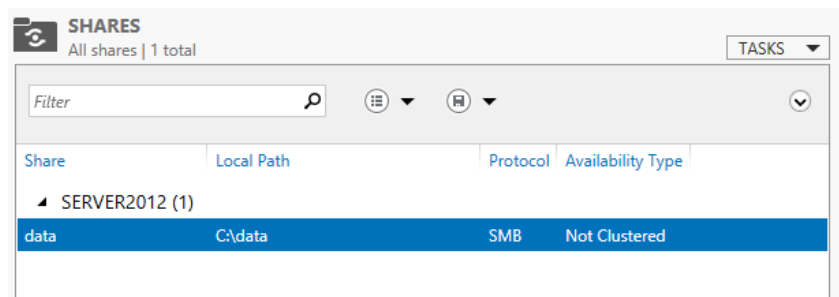 SHARES
All shares | 1 total
TASKS
Filter
Share Local Path Protocol Availability Type
SERVER2012 (1)
data C:\data SMB Not Clustered